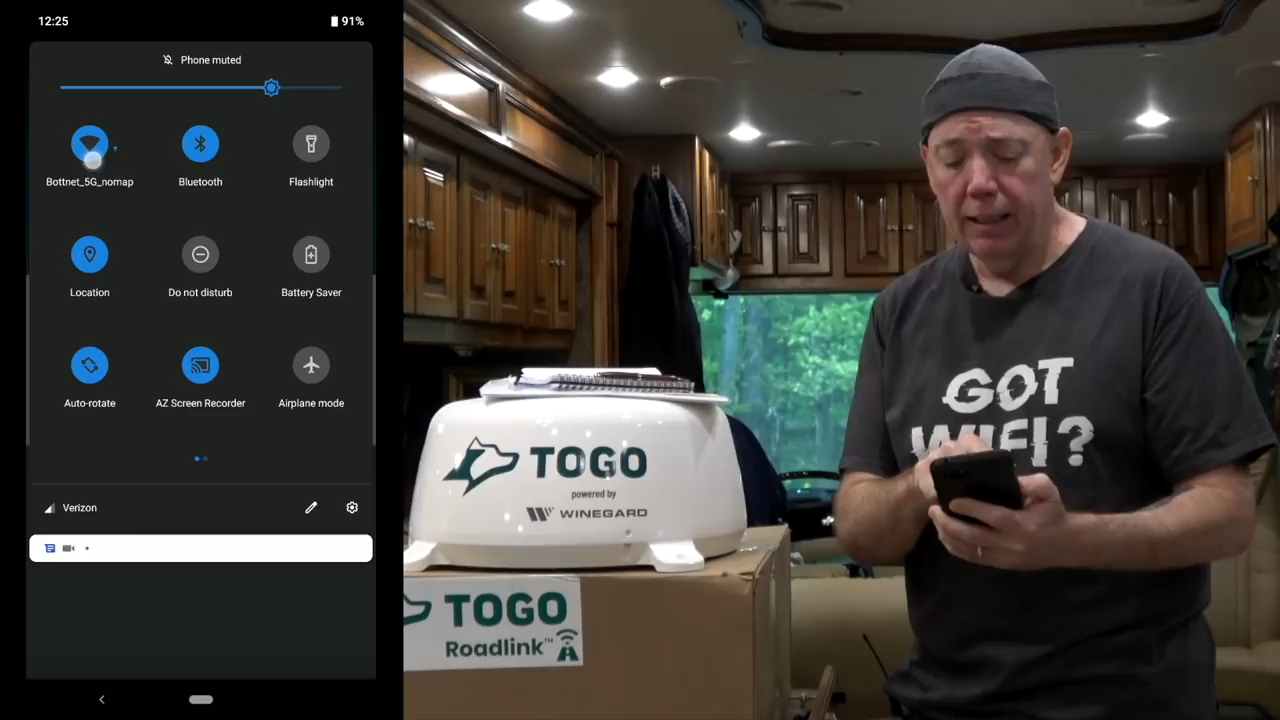 12:25
91%
Phone muted
Bottnet_5G_nomap
Bluetooth
Flashlight
Location
Do not disturb
Battery Saver
Auto-rotate
AZ Screen Recorder
Airplane mode
Verizon
TOGO
powered by
WINEGARD
TOGO
Roadlink™
GOT
WIFI?